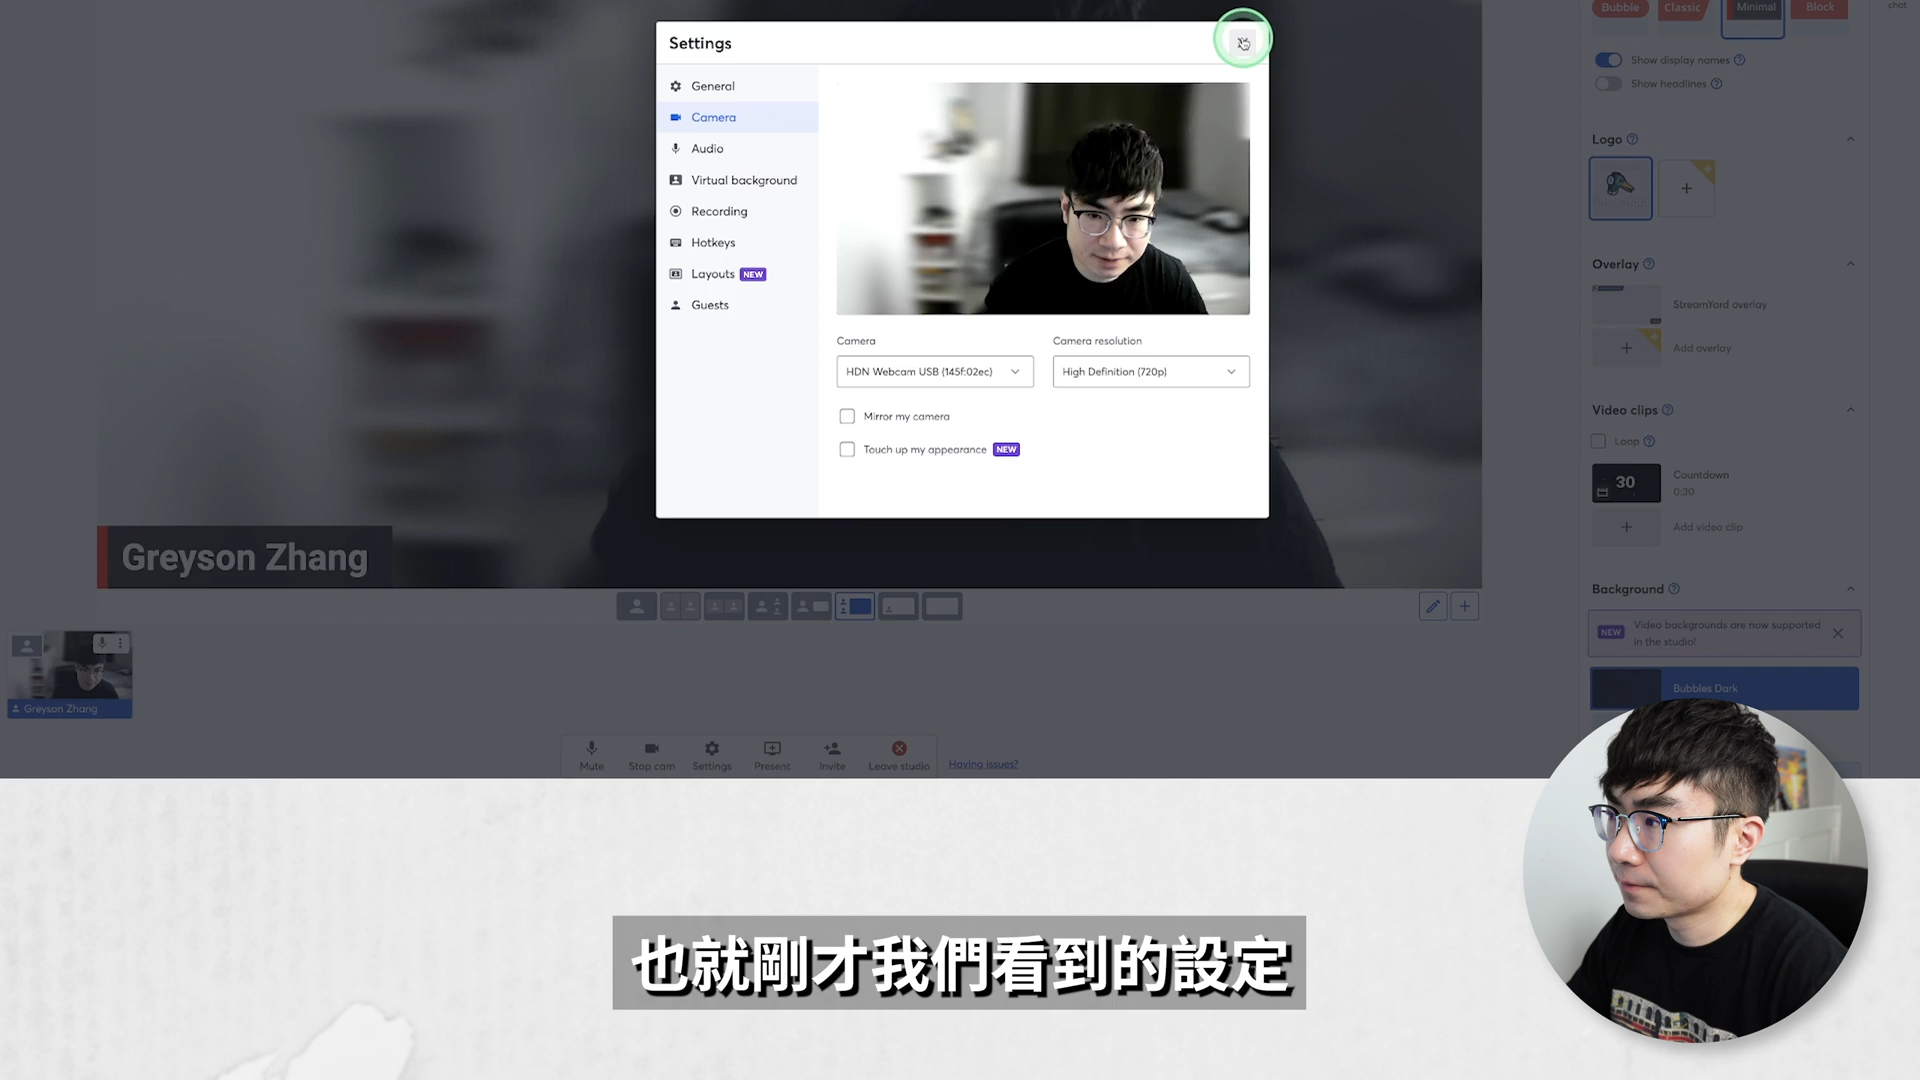 Settings
General
Camera
Audio
Virtual background
Recording
Hotkeys
Layouts NEW
Guests
Camera
HDN Webcam USB (145f:02ec)
Camera resolution
High Definition (720p)
Mirror my camera
Touch up my appearance NEW
Bubble Classic Minimal Block
chat
Show display names
Show headlines
Logo
Overlay
StreamYard overlay
Add overlay
Video clips
Loop
30
Countdown
0:30
Add video clip
Background
NEW Video backgrounds are now supported
in the studio!
Bubbles Dark
Greyson Zhang
Greyson Zhang
Mute
Stop cam
Settings
Present
Invite
Leave studio
Having issues?
也就剛才我們看到的設定